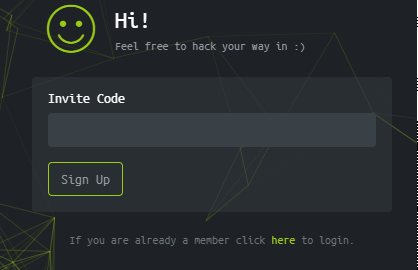 Hi!
Feel free to hack your way in :)
Invite Code
Sign Up
If you are already a member click here to login.